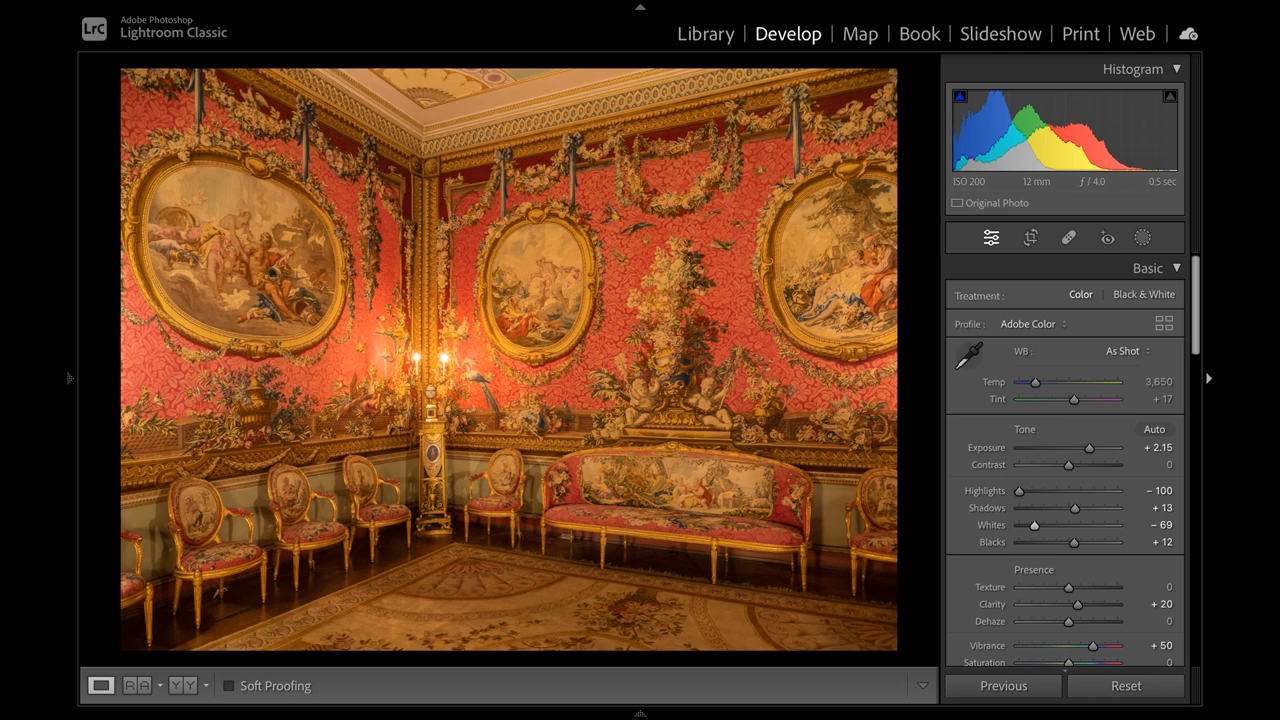 LrC
Adobe Photoshop
Lightroom Classic
Library | Develop | Map | Book | Slideshow | Print | Web |
Histogram
ISO 200 12 mm ƒ / 4.0 0.5 sec
Original Photo
Basic
Treatment : Color | Black & White
Profile : Adobe Color
WB : As Shot
Temp 3,650
Tint + 17
Tone Auto
Exposure + 2.15
Contrast 0
Highlights – 100
Shadows + 13
Whites – 69
Blacks + 12
Presence
Texture 0
Clarity + 20
Dehaze 0
Vibrance + 50
Saturation 0
R A Y Y Soft Proofing
Previous Reset